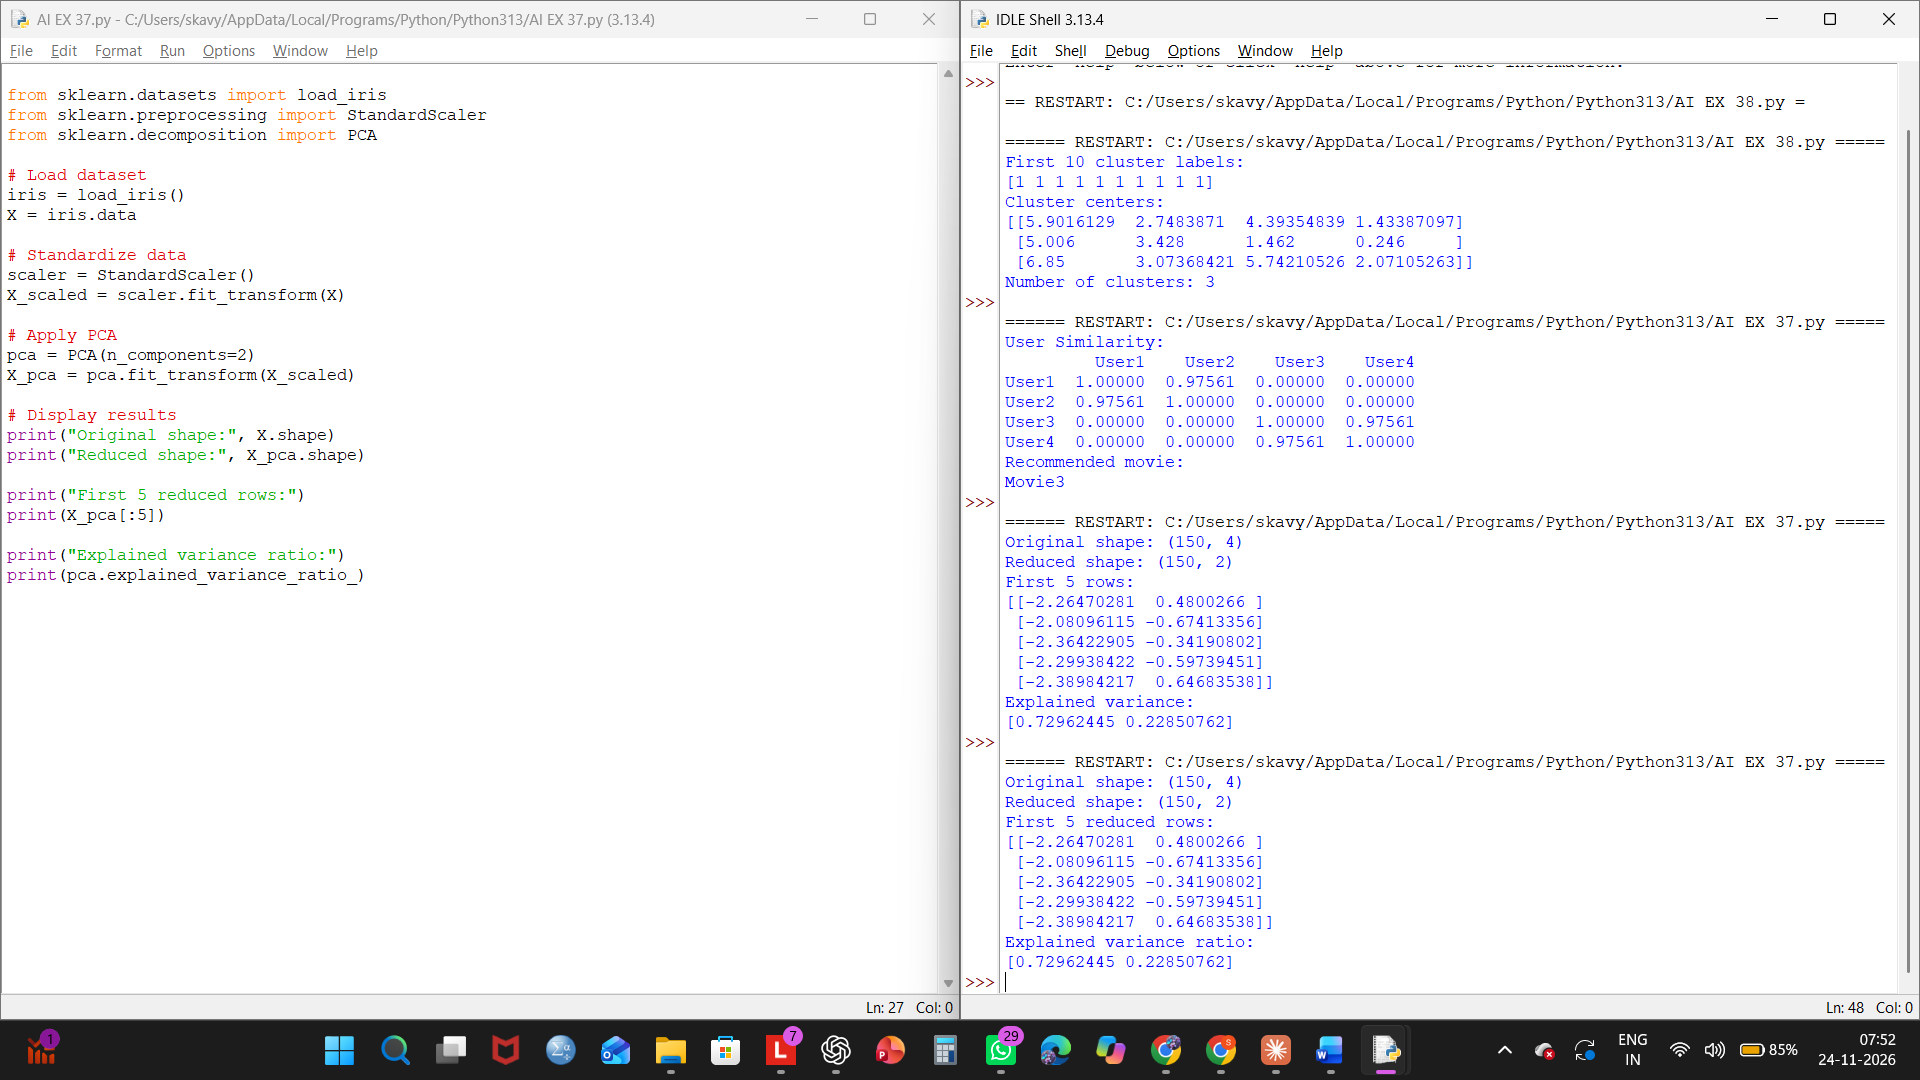 AI EX 37.py - C:/Users/skavy/AppData/Local/Programs/Python/Python313/AI EX 37.py (3.13.4)
File Edit Format Run Options Window Help
from sklearn.datasets import load_iris
from sklearn.preprocessing import StandardScaler
from sklearn.decomposition import PCA
# Load dataset
iris = load_iris()
X = iris.data
# Standardize data
scaler = StandardScaler()
X_scaled = scaler.fit_transform(X)
# Apply PCA
pca = PCA(n_components=2)
X_pca = pca.fit_transform(X_scaled)
# Display results
print("Original shape:", X.shape)
print("Reduced shape:", X_pca.shape)
print("First 5 reduced rows:")
print(X_pca[:5])
print("Explained variance ratio:")
print(pca.explained_variance_ratio_)
Ln: 27 Col: 0
IDLE Shell 3.13.4
File Edit Shell Debug Options Window Help
Enter "help" below or click "Help" above for more information.
>>>
== RESTART: C:/Users/skavy/AppData/Local/Programs/Python/Python313/AI EX 38.py =
====== RESTART: C:/Users/skavy/AppData/Local/Programs/Python/Python313/AI EX 38.py =====
First 10 cluster labels:
[1 1 1 1 1 1 1 1 1 1]
Cluster centers:
[[5.9016129  2.7483871  4.39354839 1.43387097]
 [5.006      3.428      1.462      0.246     ]
 [6.85       3.07368421 5.74210526 2.07105263]]
Number of clusters: 3
>>>
====== RESTART: C:/Users/skavy/AppData/Local/Programs/Python/Python313/AI EX 37.py =====
User Similarity:
         User1    User2    User3    User4
User1  1.00000  0.97561  0.00000  0.00000
User2  0.97561  1.00000  0.00000  0.00000
User3  0.00000  0.00000  1.00000  0.97561
User4  0.00000  0.00000  0.97561  1.00000
Recommended movie:
Movie3
>>>
====== RESTART: C:/Users/skavy/AppData/Local/Programs/Python/Python313/AI EX 37.py =====
Original shape: (150, 4)
Reduced shape: (150, 2)
First 5 rows:
[[-2.26470281  0.4800266 ]
 [-2.08096115 -0.67413356]
 [-2.36422905 -0.34190802]
 [-2.29938422 -0.59739451]
 [-2.38984217  0.64683538]]
Explained variance:
[0.72962445 0.22850762]
>>>
====== RESTART: C:/Users/skavy/AppData/Local/Programs/Python/Python313/AI EX 37.py =====
Original shape: (150, 4)
Reduced shape: (150, 2)
First 5 reduced rows:
[[-2.26470281  0.4800266 ]
 [-2.08096115 -0.67413356]
 [-2.36422905 -0.34190802]
 [-2.29938422 -0.59739451]
 [-2.38984217  0.64683538]]
Explained variance ratio:
[0.72962445 0.22850762]
>>>
Ln: 48 Col: 0
1
7
29
ENG
IN
85%
07:52
24-11-2026